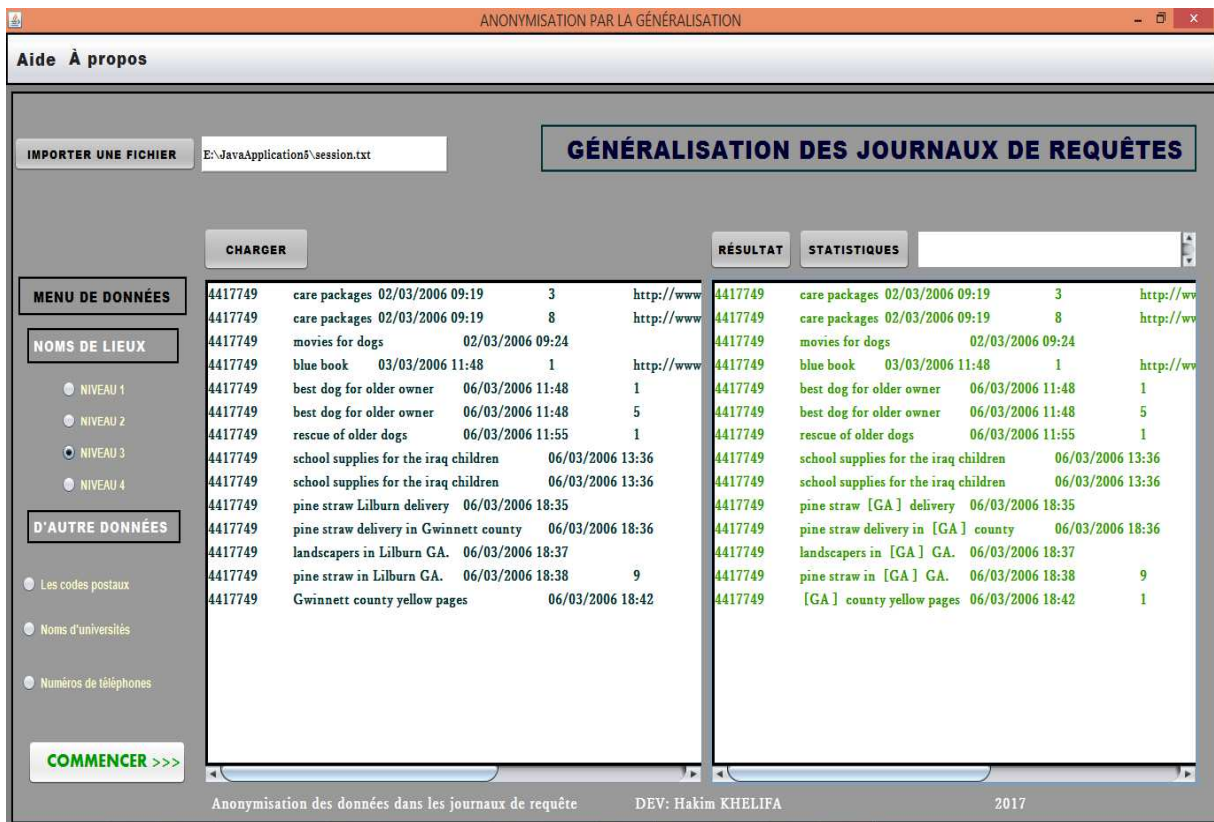 ANONYMISATION PAR LA GÉNÉRALISATION
Aide À propos
IMPORTER UNE FICHIER E:\JavaApplication5\session.txt
GÉNÉRALISATION DES JOURNAUX DE REQUÊTES
CHARGER
RÉSULTAT STATISTIQUES
MENU DE DONNÉES
NOMS DE LIEUX
NIVEAU 1
NIVEAU 2
NIVEAU 3
NIVEAU 4
D'AUTRE DONNÉES
Les codes postaux
Noms d'universités
Numéros de téléphones
COMMENCER >>>
4417749 care packages 02/03/2006 09:19 3 http://www
4417749 care packages 02/03/2006 09:19 8 http://www
4417749 movies for dogs 02/03/2006 09:24
4417749 blue book 03/03/2006 11:48 1 http://www
4417749 best dog for older owner 06/03/2006 11:48 1
4417749 best dog for older owner 06/03/2006 11:48 5
4417749 rescue of older dogs 06/03/2006 11:55 1
4417749 school supplies for the iraq children 06/03/2006 13:36
4417749 school supplies for the iraq children 06/03/2006 13:36
4417749 pine straw Lilburn delivery 06/03/2006 18:35
4417749 pine straw delivery in Gwinnett county 06/03/2006 18:36
4417749 landscapers in Lilburn GA. 06/03/2006 18:37
4417749 pine straw in Lilburn GA. 06/03/2006 18:38 9
4417749 Gwinnett county yellow pages 06/03/2006 18:42
4417749 care packages 02/03/2006 09:19 3 http://ww
4417749 care packages 02/03/2006 09:19 8 http://ww
4417749 movies for dogs 02/03/2006 09:24
4417749 blue book 03/03/2006 11:48 1 http://ww
4417749 best dog for older owner 06/03/2006 11:48 1
4417749 best dog for older owner 06/03/2006 11:48 5
4417749 rescue of older dogs 06/03/2006 11:55 1
4417749 school supplies for the iraq children 06/03/2006 13:36
4417749 school supplies for the iraq children 06/03/2006 13:36
4417749 pine straw [GA ] delivery 06/03/2006 18:35
4417749 pine straw delivery in [GA ] county 06/03/2006 18:36
4417749 landscapers in [GA ] GA. 06/03/2006 18:37
4417749 pine straw in [GA ] GA. 06/03/2006 18:38 9
4417749 [GA ] county yellow pages 06/03/2006 18:42 1
Anonymisation des données dans les journaux de requête DEV: Hakim KHELIFA 2017